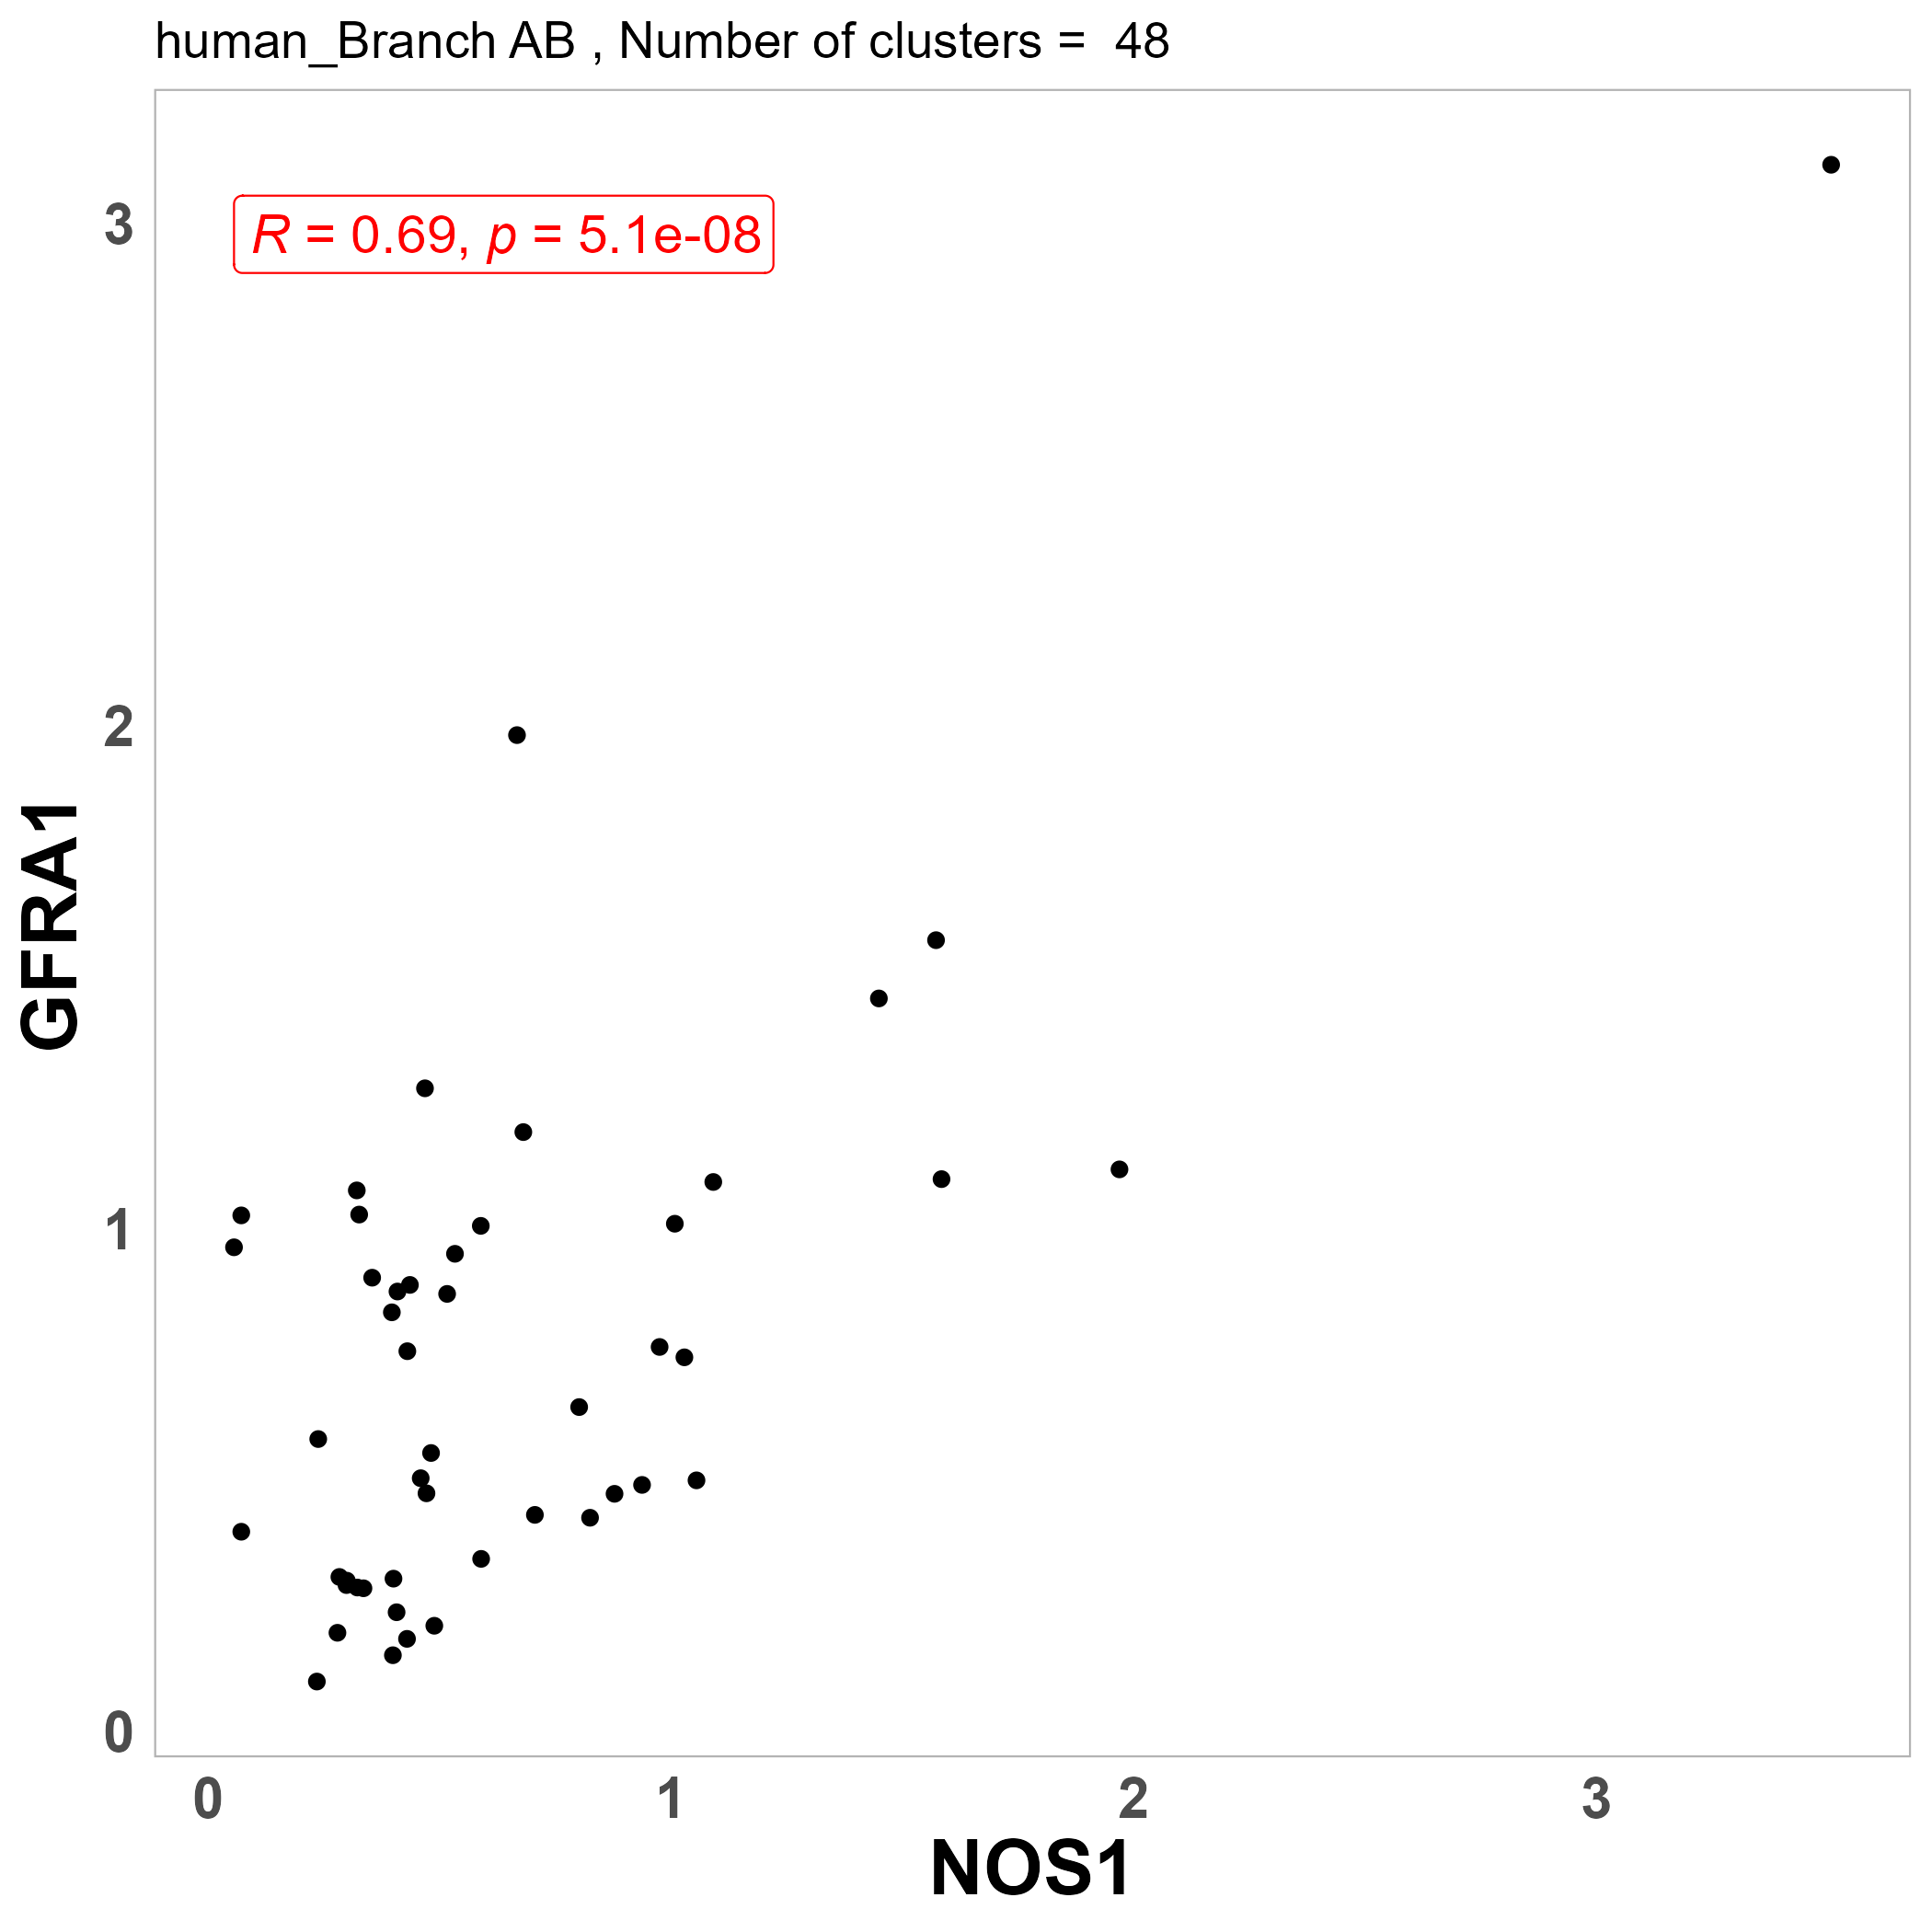 human_Branch AB , Number of clusters =  48
R = 0.69, p = 5.1e-08
3
2
1
0
GFRA1
0 1 2 3
NOS1